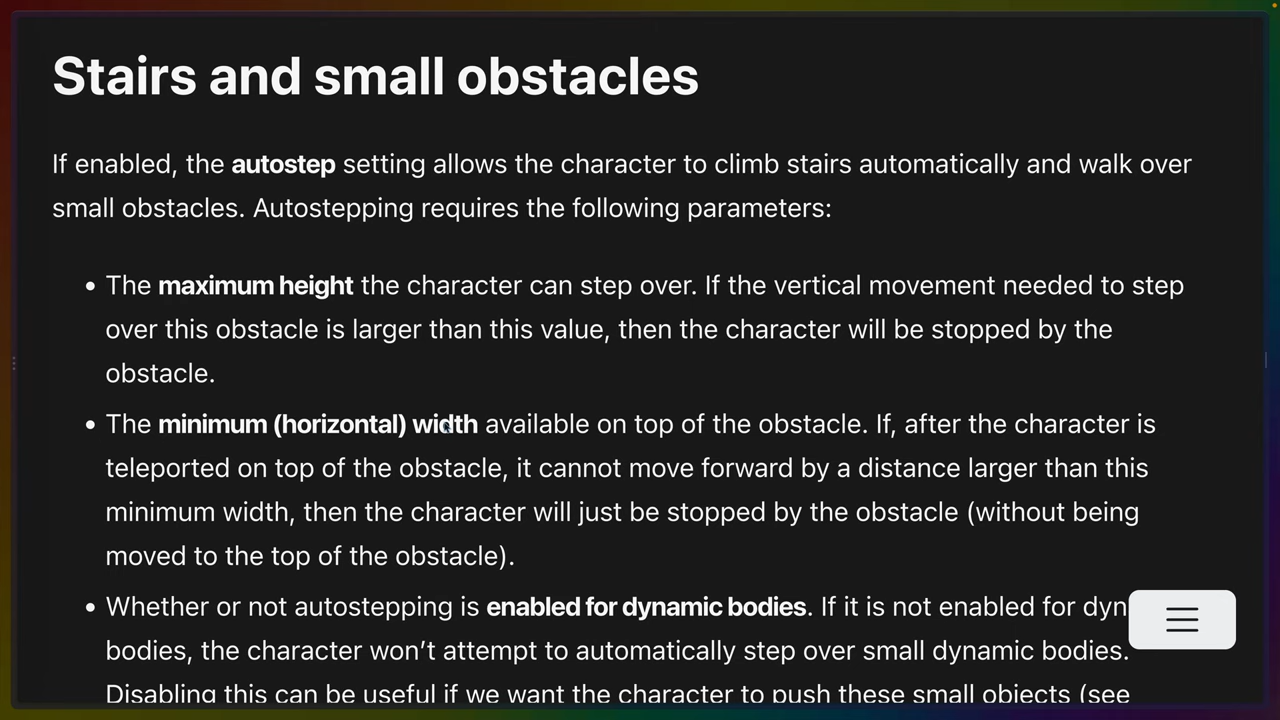 Stairs and small obstacles
If enabled, the autostep setting allows the character to climb stairs automatically and walk over
small obstacles. Autostepping requires the following parameters:
• The maximum height the character can step over. If the vertical movement needed to step
over this obstacle is larger than this value, then the character will be stopped by the
obstacle.
• The minimum (horizontal) width available on top of the obstacle. If, after the character is
teleported on top of the obstacle, it cannot move forward by a distance larger than this
minimum width, then the character will just be stopped by the obstacle (without being
moved to the top of the obstacle).
• Whether or not autostepping is enabled for dynamic bodies. If it is not enabled for dyn
bodies, the character won’t attempt to automatically step over small dynamic bodies.
Disabling this can be useful if we want the character to push these small objects (see